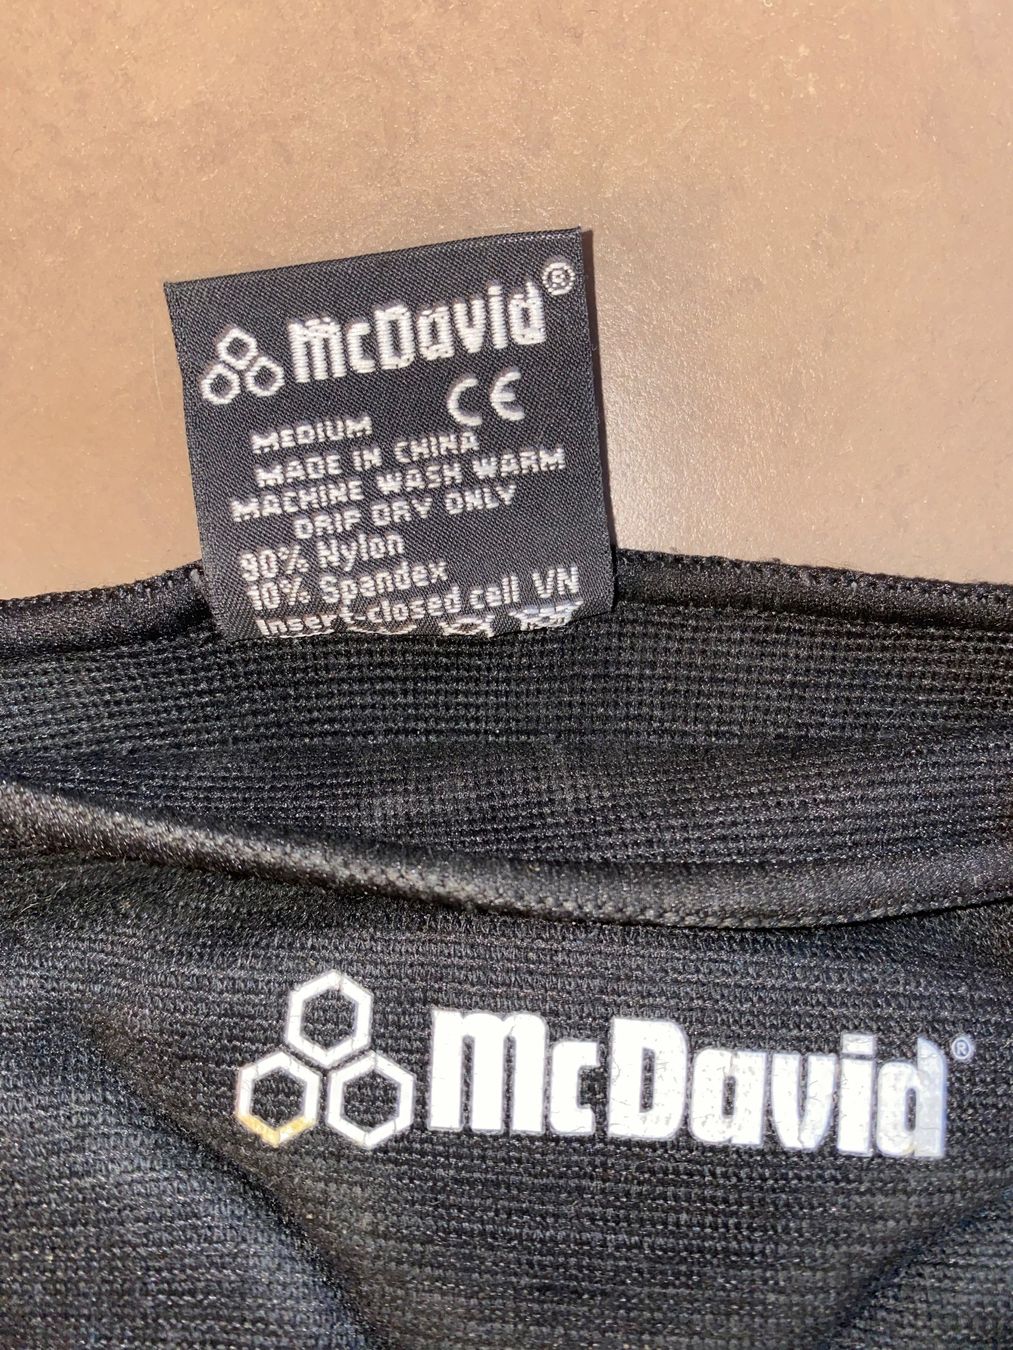 McDavid®
CE
MEDIUM
MADE IN CHINA
MACHINE WASH WARM
DRIP DRY ONLY
90% Nylon
10% Spandex
Insert-closed cell VN
McDavid®